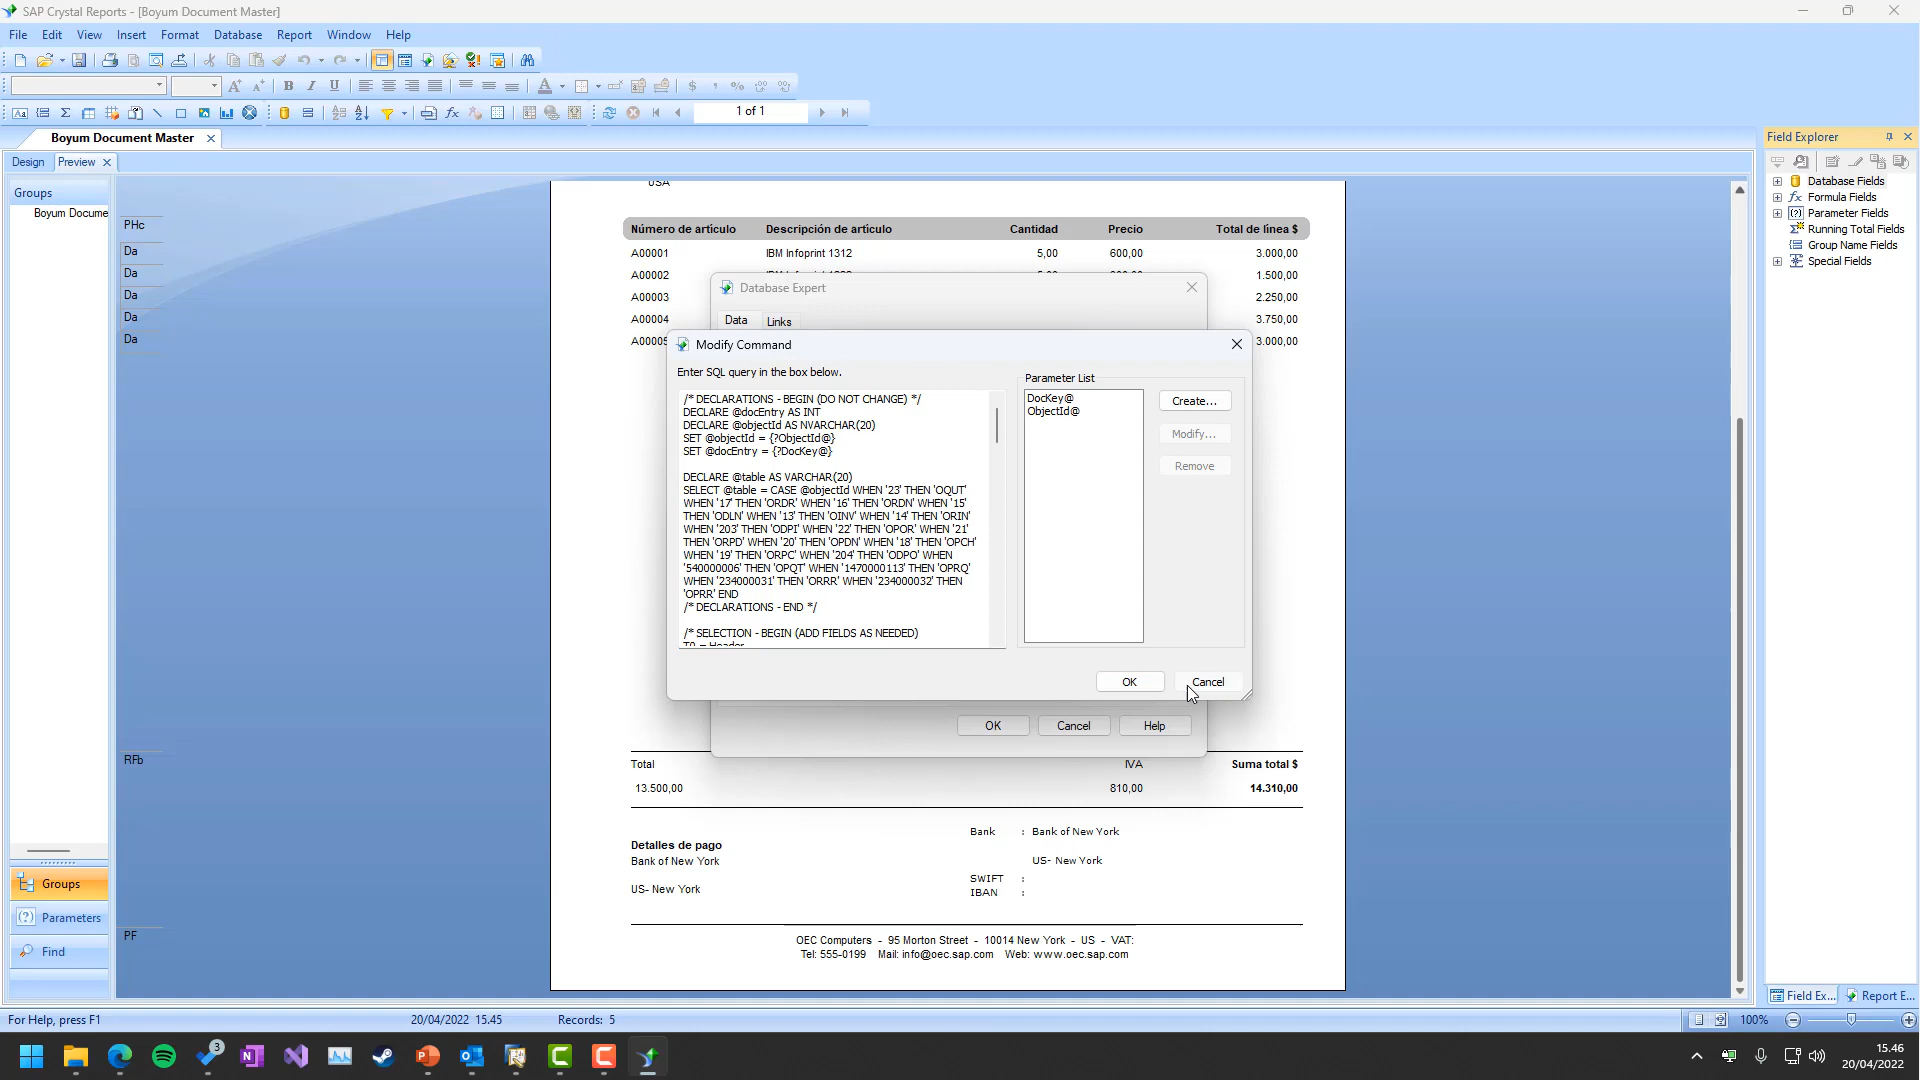 SAP Crystal Reports - [Boyum Document Master]
File Edit View Insert Format Database Report Window Help
B I U
$ , %
1 of 1
Boyum Document Master
Design Preview
Groups
Boyum Docume
PHc
Da
Da
Da
Da
Da
RFb
PF
Groups
Parameters
Find
USA
Número de artículo Descripción de artículo Cantidad Precio Total de línea $
A00001 IBM Infoprint 1312 5,00 600,00 3.000,00
A00002 1.500,00
A00003 2.250,00
A00004 3.750,00
A00005 3.000,00
Database Expert
Data Links
Modify Command
Enter SQL query in the box below.
/* DECLARATIONS - BEGIN (DO NOT CHANGE) */
DECLARE @docEntry AS INT
DECLARE @objectId AS NVARCHAR(20)
SET @objectId = {?ObjectId@}
SET @docEntry = {?DocKey@}
DECLARE @table AS VARCHAR(20)
SELECT @table = CASE @objectId WHEN '23' THEN 'OQUT'
WHEN '17' THEN 'ORDR' WHEN '16' THEN 'ORDN' WHEN '15'
THEN 'ODLN' WHEN '13' THEN 'OINV' WHEN '14' THEN 'ORIN'
WHEN '203' THEN 'ODPI' WHEN '22' THEN 'OPOR' WHEN '21'
THEN 'ORPD' WHEN '20' THEN 'OPDN' WHEN '18' THEN 'OPCH'
WHEN '19' THEN 'ORPC' WHEN '204' THEN 'ODPO' WHEN
'540000006' THEN 'OPQT' WHEN '1470000113' THEN 'OPRQ'
WHEN '234000031' THEN 'ORRR' WHEN '234000032' THEN
'OPRR' END
/* DECLARATIONS - END */
/* SELECTION - BEGIN (ADD FIELDS AS NEEDED)
T0 = Header
Parameter List
DocKey@
ObjectId@
Create...
Modify...
Remove
OK Cancel
OK Cancel Help
Total IVA Suma total $
13.500,00 810,00 14.310,00
Detalles de pago
Bank of New York
US- New York
Bank : Bank of New York
US- New York
SWIFT :
IBAN :
OEC Computers - 95 Morton Street - 10014 New York - US - VAT:
Tel: 555-0199 Mail: info@oec.sap.com Web: www.oec.sap.com
Field Explorer
Database Fields
Formula Fields
Parameter Fields
Running Total Fields
Group Name Fields
Special Fields
Field Ex... Report E...
For Help, press F1 20/04/2022 15.45 Records: 5 100%
3
15.46
20/04/2022